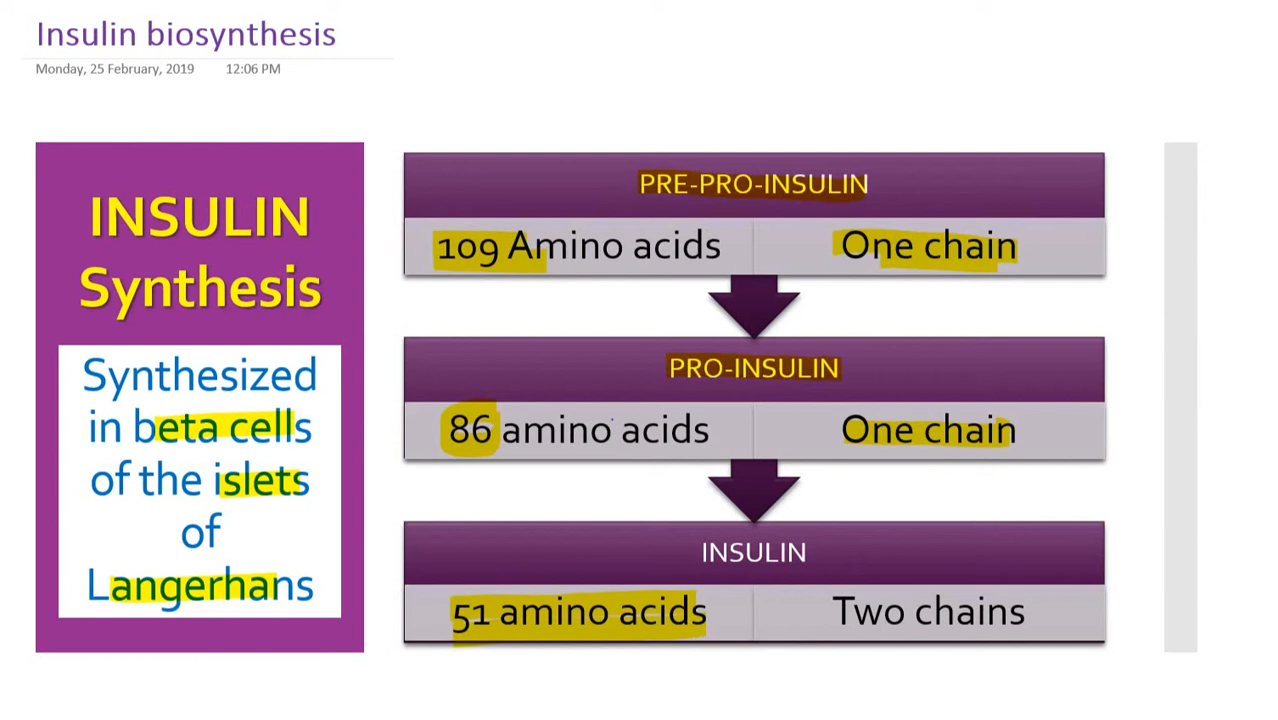 Insulin biosynthesis
Monday, 25 February, 2019 12:06 PM
INSULIN
Synthesis
Synthesized
in beta cells
of the islets
of
Langerhans
PRE-PRO-INSULIN
109 Amino acids One chain
PRO-INSULIN
86 amino acids One chain
INSULIN
51 amino acids Two chains